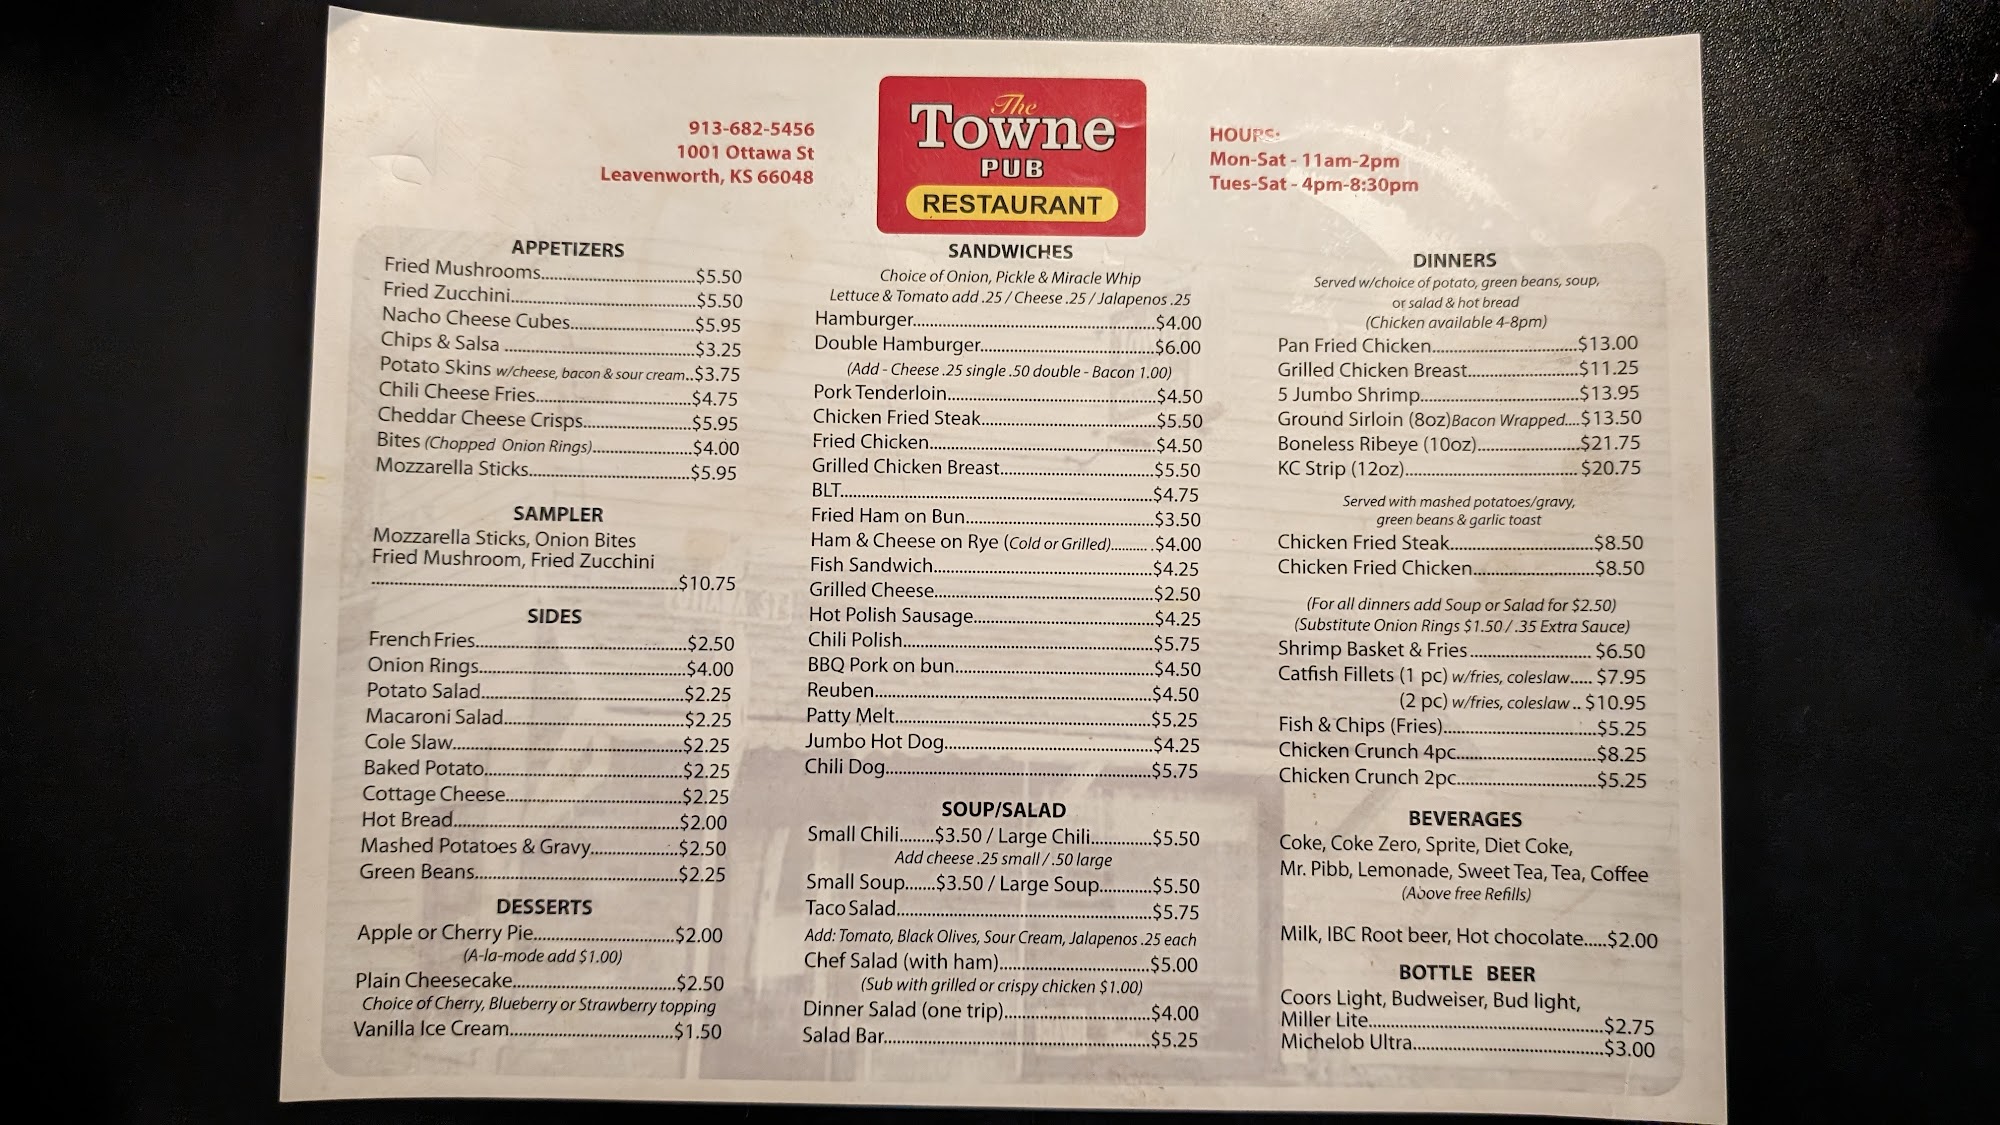 913-682-5456
1001 Ottawa St
Leavenworth, KS 66048
The
Towne
PUB
RESTAURANT
HOURS:
Mon-Sat - 11am-2pm
Tues-Sat - 4pm-8:30pm
APPETIZERS
Fried Mushrooms..........$5.50
Fried Zucchini..........$5.50
Nacho Cheese Cubes..........$5.95
Chips & Salsa ..........$3.25
Potato Skins w/cheese, bacon & sour cream..$3.75
Chili Cheese Fries..........$4.75
Cheddar Cheese Crisps..........$5.95
Bites (Chopped Onion Rings)..........$4.00
Mozzarella Sticks..........$5.95
SAMPLER
Mozzarella Sticks, Onion Bites
Fried Mushroom, Fried Zucchini
..........$10.75
SIDES
French Fries..........$2.50
Onion Rings..........$4.00
Potato Salad..........$2.25
Macaroni Salad..........$2.25
Cole Slaw..........$2.25
Baked Potato..........$2.25
Cottage Cheese..........$2.25
Hot Bread..........$2.00
Mashed Potatoes & Gravy..........$2.50
Green Beans..........$2.25
DESSERTS
Apple or Cherry Pie..........$2.00
(A-la-mode add $1.00)
Plain Cheesecake..........$2.50
Choice of Cherry, Blueberry or Strawberry topping
Vanilla Ice Cream..........$1.50
SANDWICHES
Choice of Onion, Pickle & Miracle Whip
Lettuce & Tomato add .25 / Cheese .25 / Jalapenos .25
Hamburger..........$4.00
Double Hamburger..........$6.00
(Add - Cheese .25 single .50 double - Bacon 1.00)
Pork Tenderloin..........$4.50
Chicken Fried Steak..........$5.50
Fried Chicken..........$4.50
Grilled Chicken Breast..........$5.50
BLT..........$4.75
Fried Ham on Bun..........$3.50
Ham & Cheese on Rye (Cold or Grilled)..........$4.00
Fish Sandwich..........$4.25
Grilled Cheese..........$2.50
Hot Polish Sausage..........$4.25
Chili Polish..........$5.75
BBQ Pork on bun..........$4.50
Reuben..........$4.50
Patty Melt..........$5.25
Jumbo Hot Dog..........$4.25
Chili Dog..........$5.75
SOUP/SALAD
Small Chili........$3.50 / Large Chili..........$5.50
Add cheese .25 small / .50 large
Small Soup.......$3.50 / Large Soup..........$5.50
Taco Salad..........$5.75
Add: Tomato, Black Olives, Sour Cream, Jalapenos .25 each
Chef Salad (with ham)..........$5.00
(Sub with grilled or crispy chicken $1.00)
Dinner Salad (one trip)..........$4.00
Salad Bar..........$5.25
DINNERS
Served w/choice of potato, green beans, soup,
or salad & hot bread
(Chicken available 4-8pm)
Pan Fried Chicken..........$13.00
Grilled Chicken Breast..........$11.25
5 Jumbo Shrimp..........$13.95
Ground Sirloin (8oz)Bacon Wrapped....$13.50
Boneless Ribeye (10oz)..........$21.75
KC Strip (12oz)..........$20.75
Served with mashed potatoes/gravy,
green beans & garlic toast
Chicken Fried Steak..........$8.50
Chicken Fried Chicken..........$8.50
(For all dinners add Soup or Salad for $2.50)
(Substitute Onion Rings $1.50 / .35 Extra Sauce)
Shrimp Basket & Fries..........$6.50
Catfish Fillets (1 pc) w/fries, coleslaw..... $7.95
(2 pc) w/fries, coleslaw .. $10.95
Fish & Chips (Fries)..........$5.25
Chicken Crunch 4pc..........$8.25
Chicken Crunch 2pc..........$5.25
BEVERAGES
Coke, Coke Zero, Sprite, Diet Coke,
Mr. Pibb, Lemonade, Sweet Tea, Tea, Coffee
(Above free Refills)
Milk, IBC Root beer, Hot chocolate.....$2.00
BOTTLE BEER
Coors Light, Budweiser, Bud light,
Miller Lite..........$2.75
Michelob Ultra..........$3.00